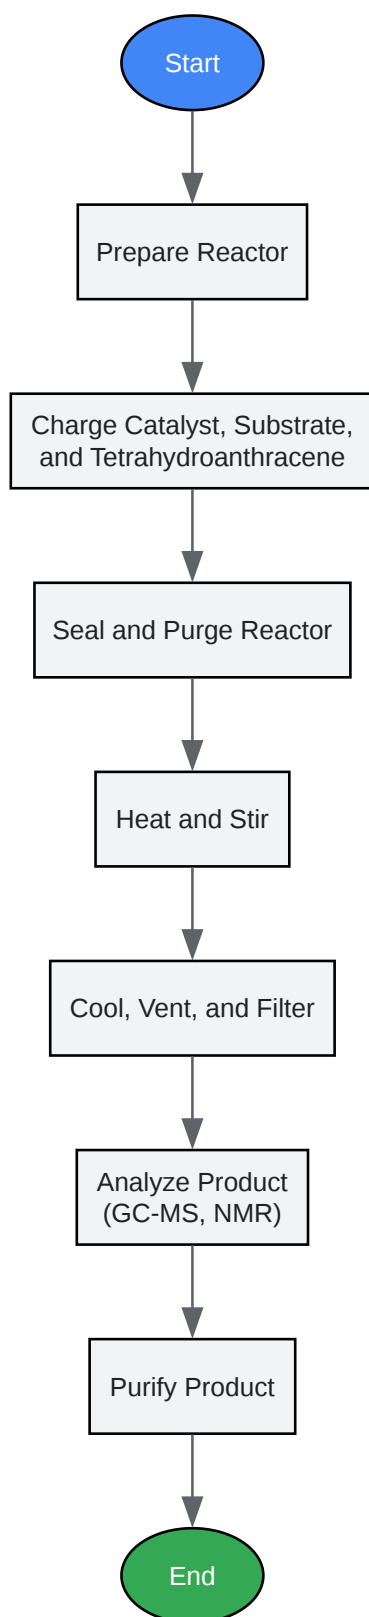 Start
Prepare Reactor
Charge Catalyst, Substrate,
and Tetrahydroanthracene
Seal and Purge Reactor
Heat and Stir
Cool, Vent, and Filter
Analyze Product
(GC-MS, NMR)
Purify Product
End